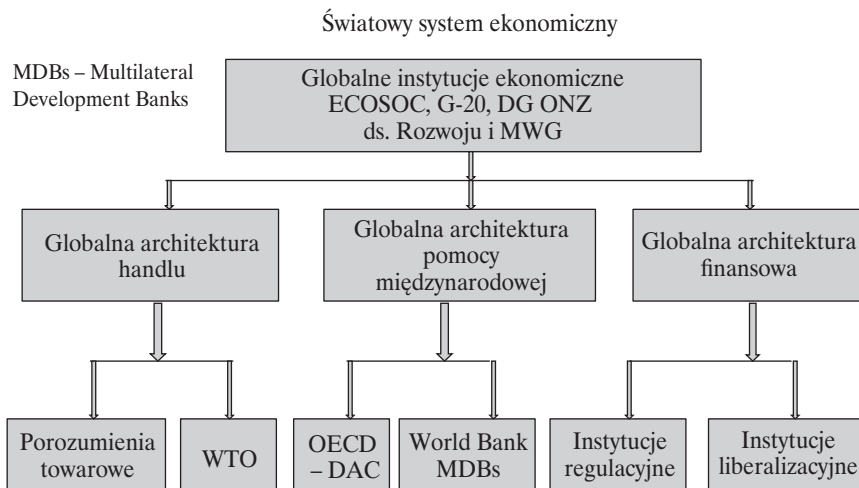 Światowy system ekonomiczny
MDBs – Multilateral
Development Banks
Globalne instytucje ekonomiczne
ECOSOC, G-20, DG ONZ
ds. Rozwoju i MWG
Globalna architektura
handlu
Globalna architektura
pomocy
międzynarodowej
Globalna architektura
finansowa
Porozumienia
towarowe
WTO
OECD
– DAC
World Bank
MDBs
Instytucje
regulacyjne
Instytucje
liberalizacyjne